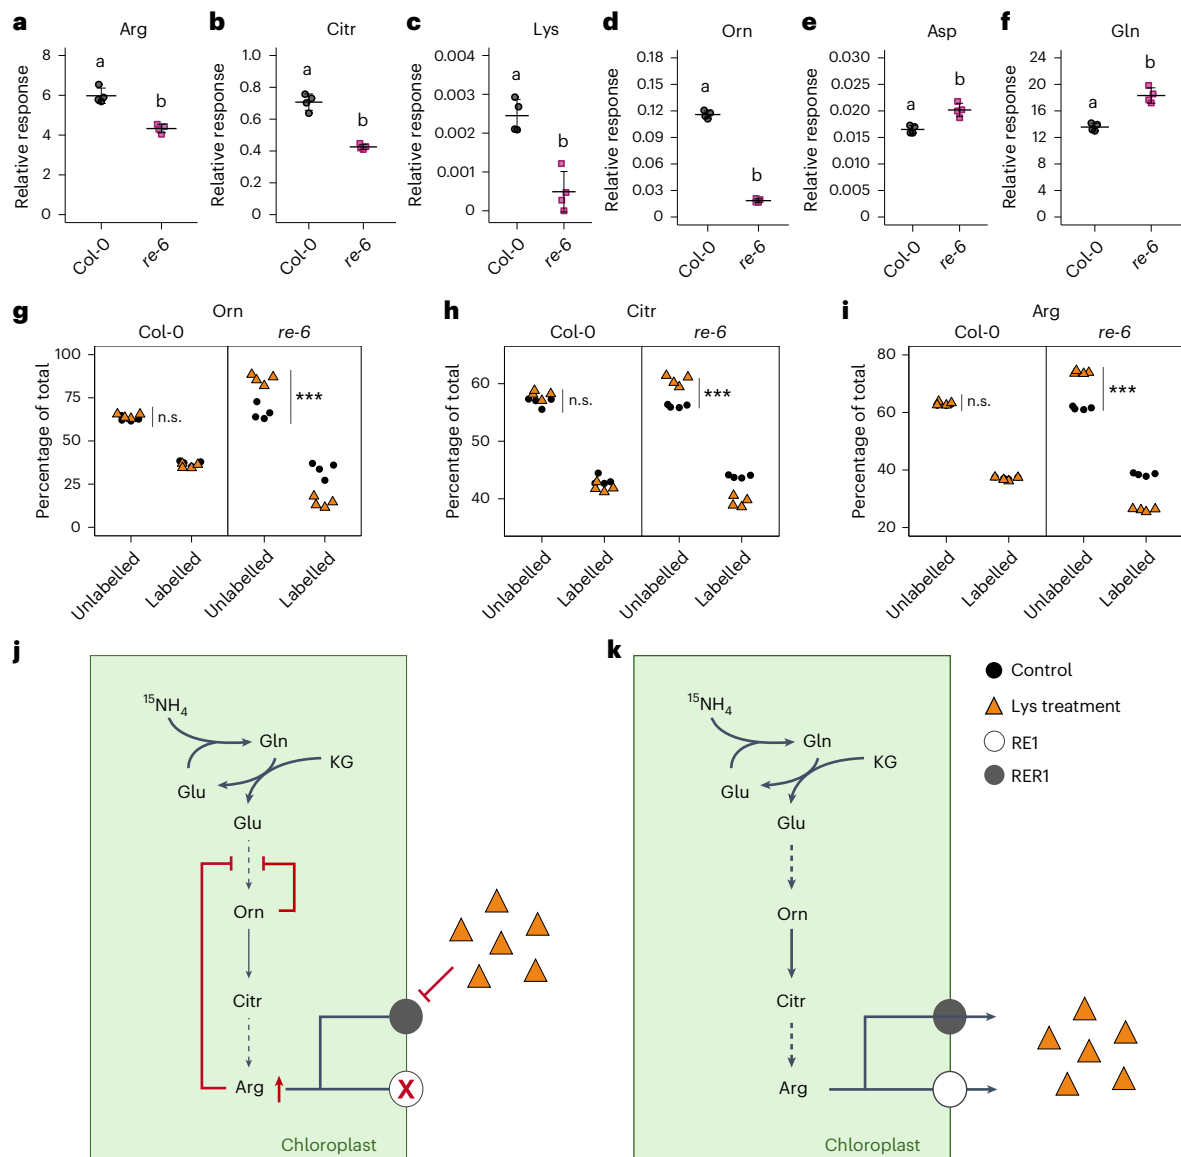 a
Arg
Relative response
8
6
4
2
0
a
b
Col-0
re-6
b
Citr
Relative response
1.0
0.8
0.6
0.4
0.2
0
a
b
Col-0
re-6
c
Lys
Relative response
0.004
0.003
0.002
0.001
0
a
b
Col-0
re-6
d
Orn
Relative response
0.18
0.15
0.12
0.09
0.06
0.03
0
a
b
Col-0
re-6
e
Asp
Relative response
0.030
0.025
0.020
0.015
0.010
0.005
0
a
b
Col-0
re-6
f
Gln
Relative response
24
20
16
12
8
4
0
a
b
Col-0
re-6
g
Orn
Col-0
re-6
Percentage of total
100
75
50
25
0
n.s.
***
Unlabelled
Labelled
Unlabelled
Labelled
h
Citr
Col-0
re-6
Percentage of total
60
50
40
n.s.
***
Unlabelled
Labelled
Unlabelled
Labelled
i
Arg
Col-0
re-6
Percentage of total
80
60
40
20
n.s.
***
Unlabelled
Labelled
Unlabelled
Labelled
j
¹⁵NH₄
Gln
KG
Glu
Glu
Orn
Citr
Arg
X
Chloroplast
k
¹⁵NH₄
Gln
KG
Glu
Glu
Orn
Citr
Arg
Chloroplast
Control
Lys treatment
RE1
RER1